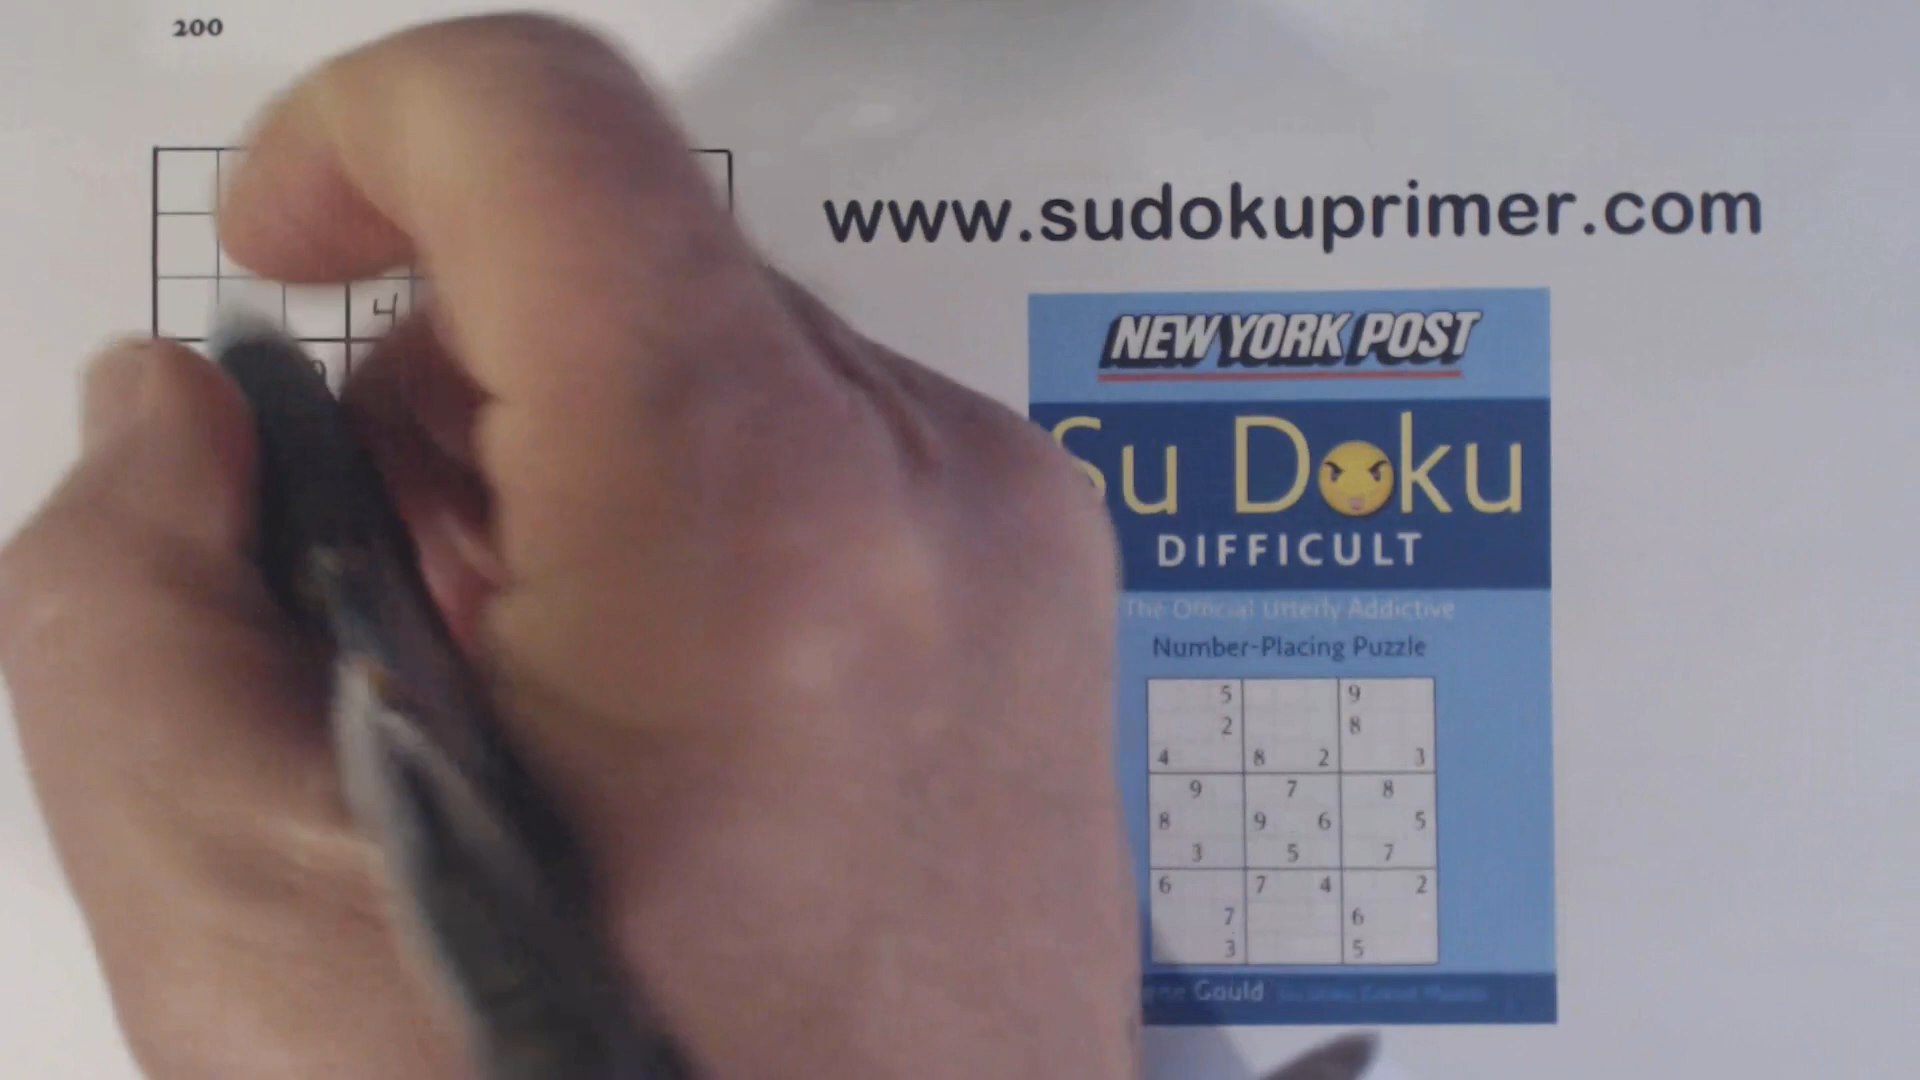 200
4
www.sudokuprimer.com
NEW YORK POST
Su Doku
DIFFICULT
The Official Utterly Addictive
Number-Placing Puzzle
5 9
2 8
4 8 2 3
9 7 8
8 9 6 5
3 5 7
6 7 4 2
7 6
3 5
Gould